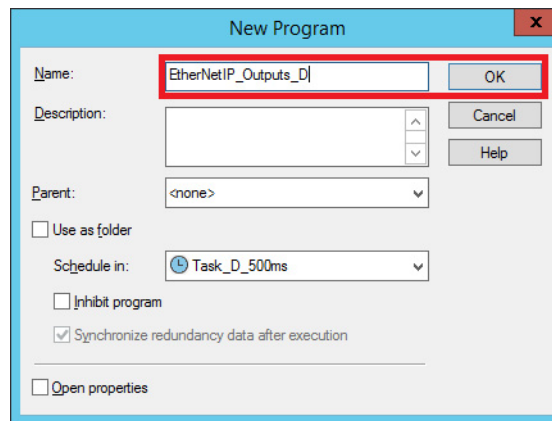 New Program
x
Name: EtherNetIP_Outputs_D OK
Description: Cancel
Help
Parent: <none>
Use as folder
Schedule in: Task_D_500ms
Inhibit program
Synchronize redundancy data after execution
Open properties